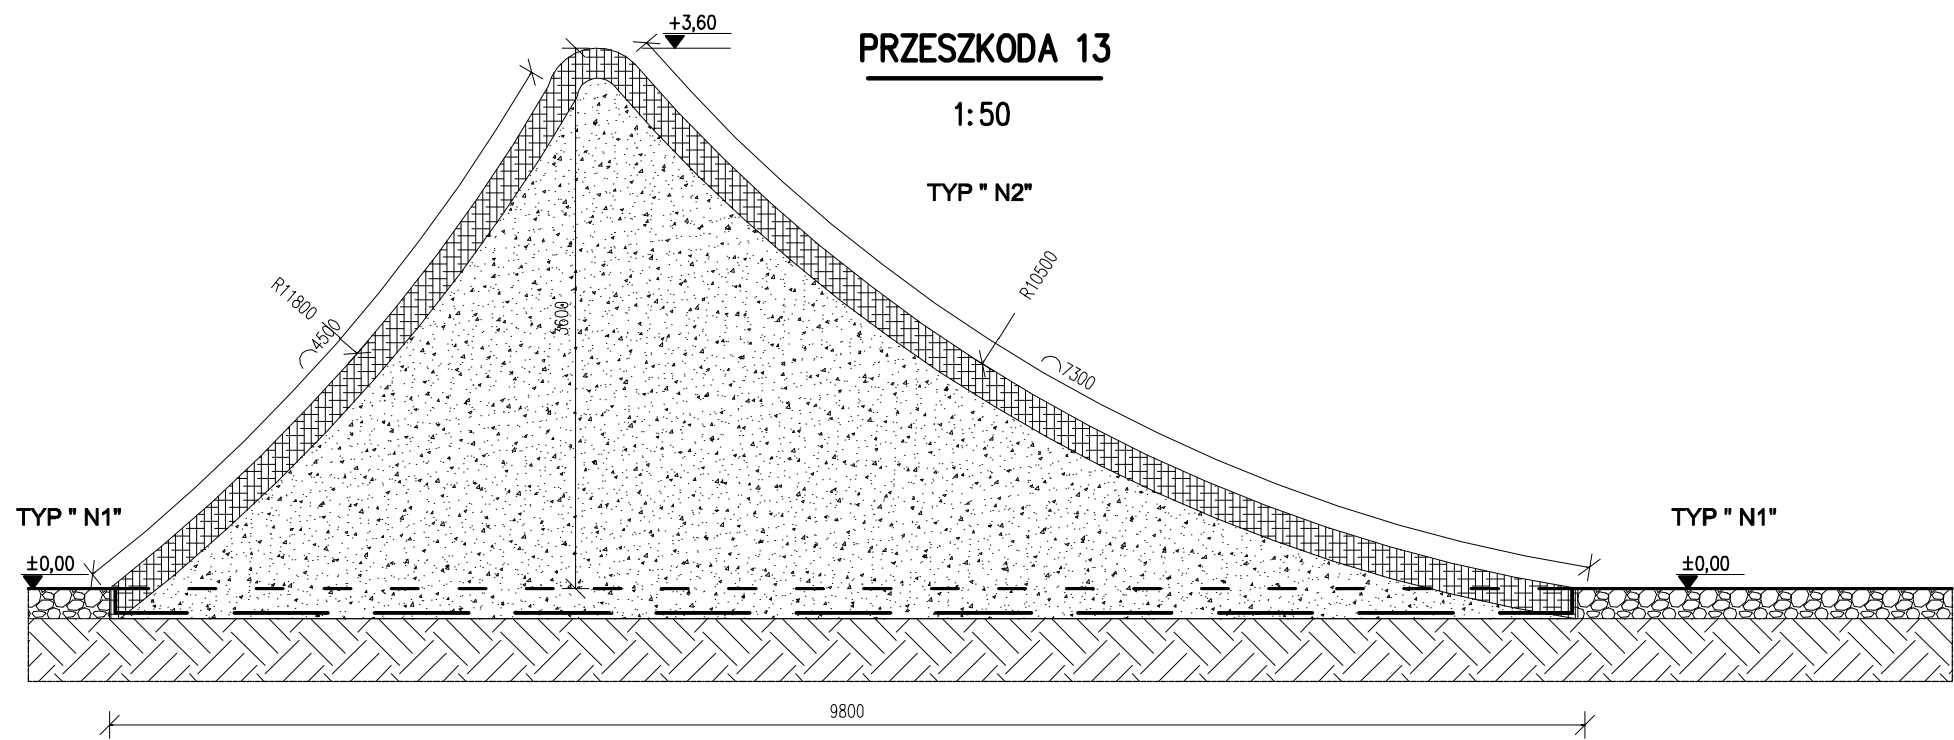 +3,60
PRZESZKODA 13
1:50
TYP " N2"
R11800
4500
3600
R10500
7300
TYP " N1"
±0,00
TYP " N1"
±0,00
9800